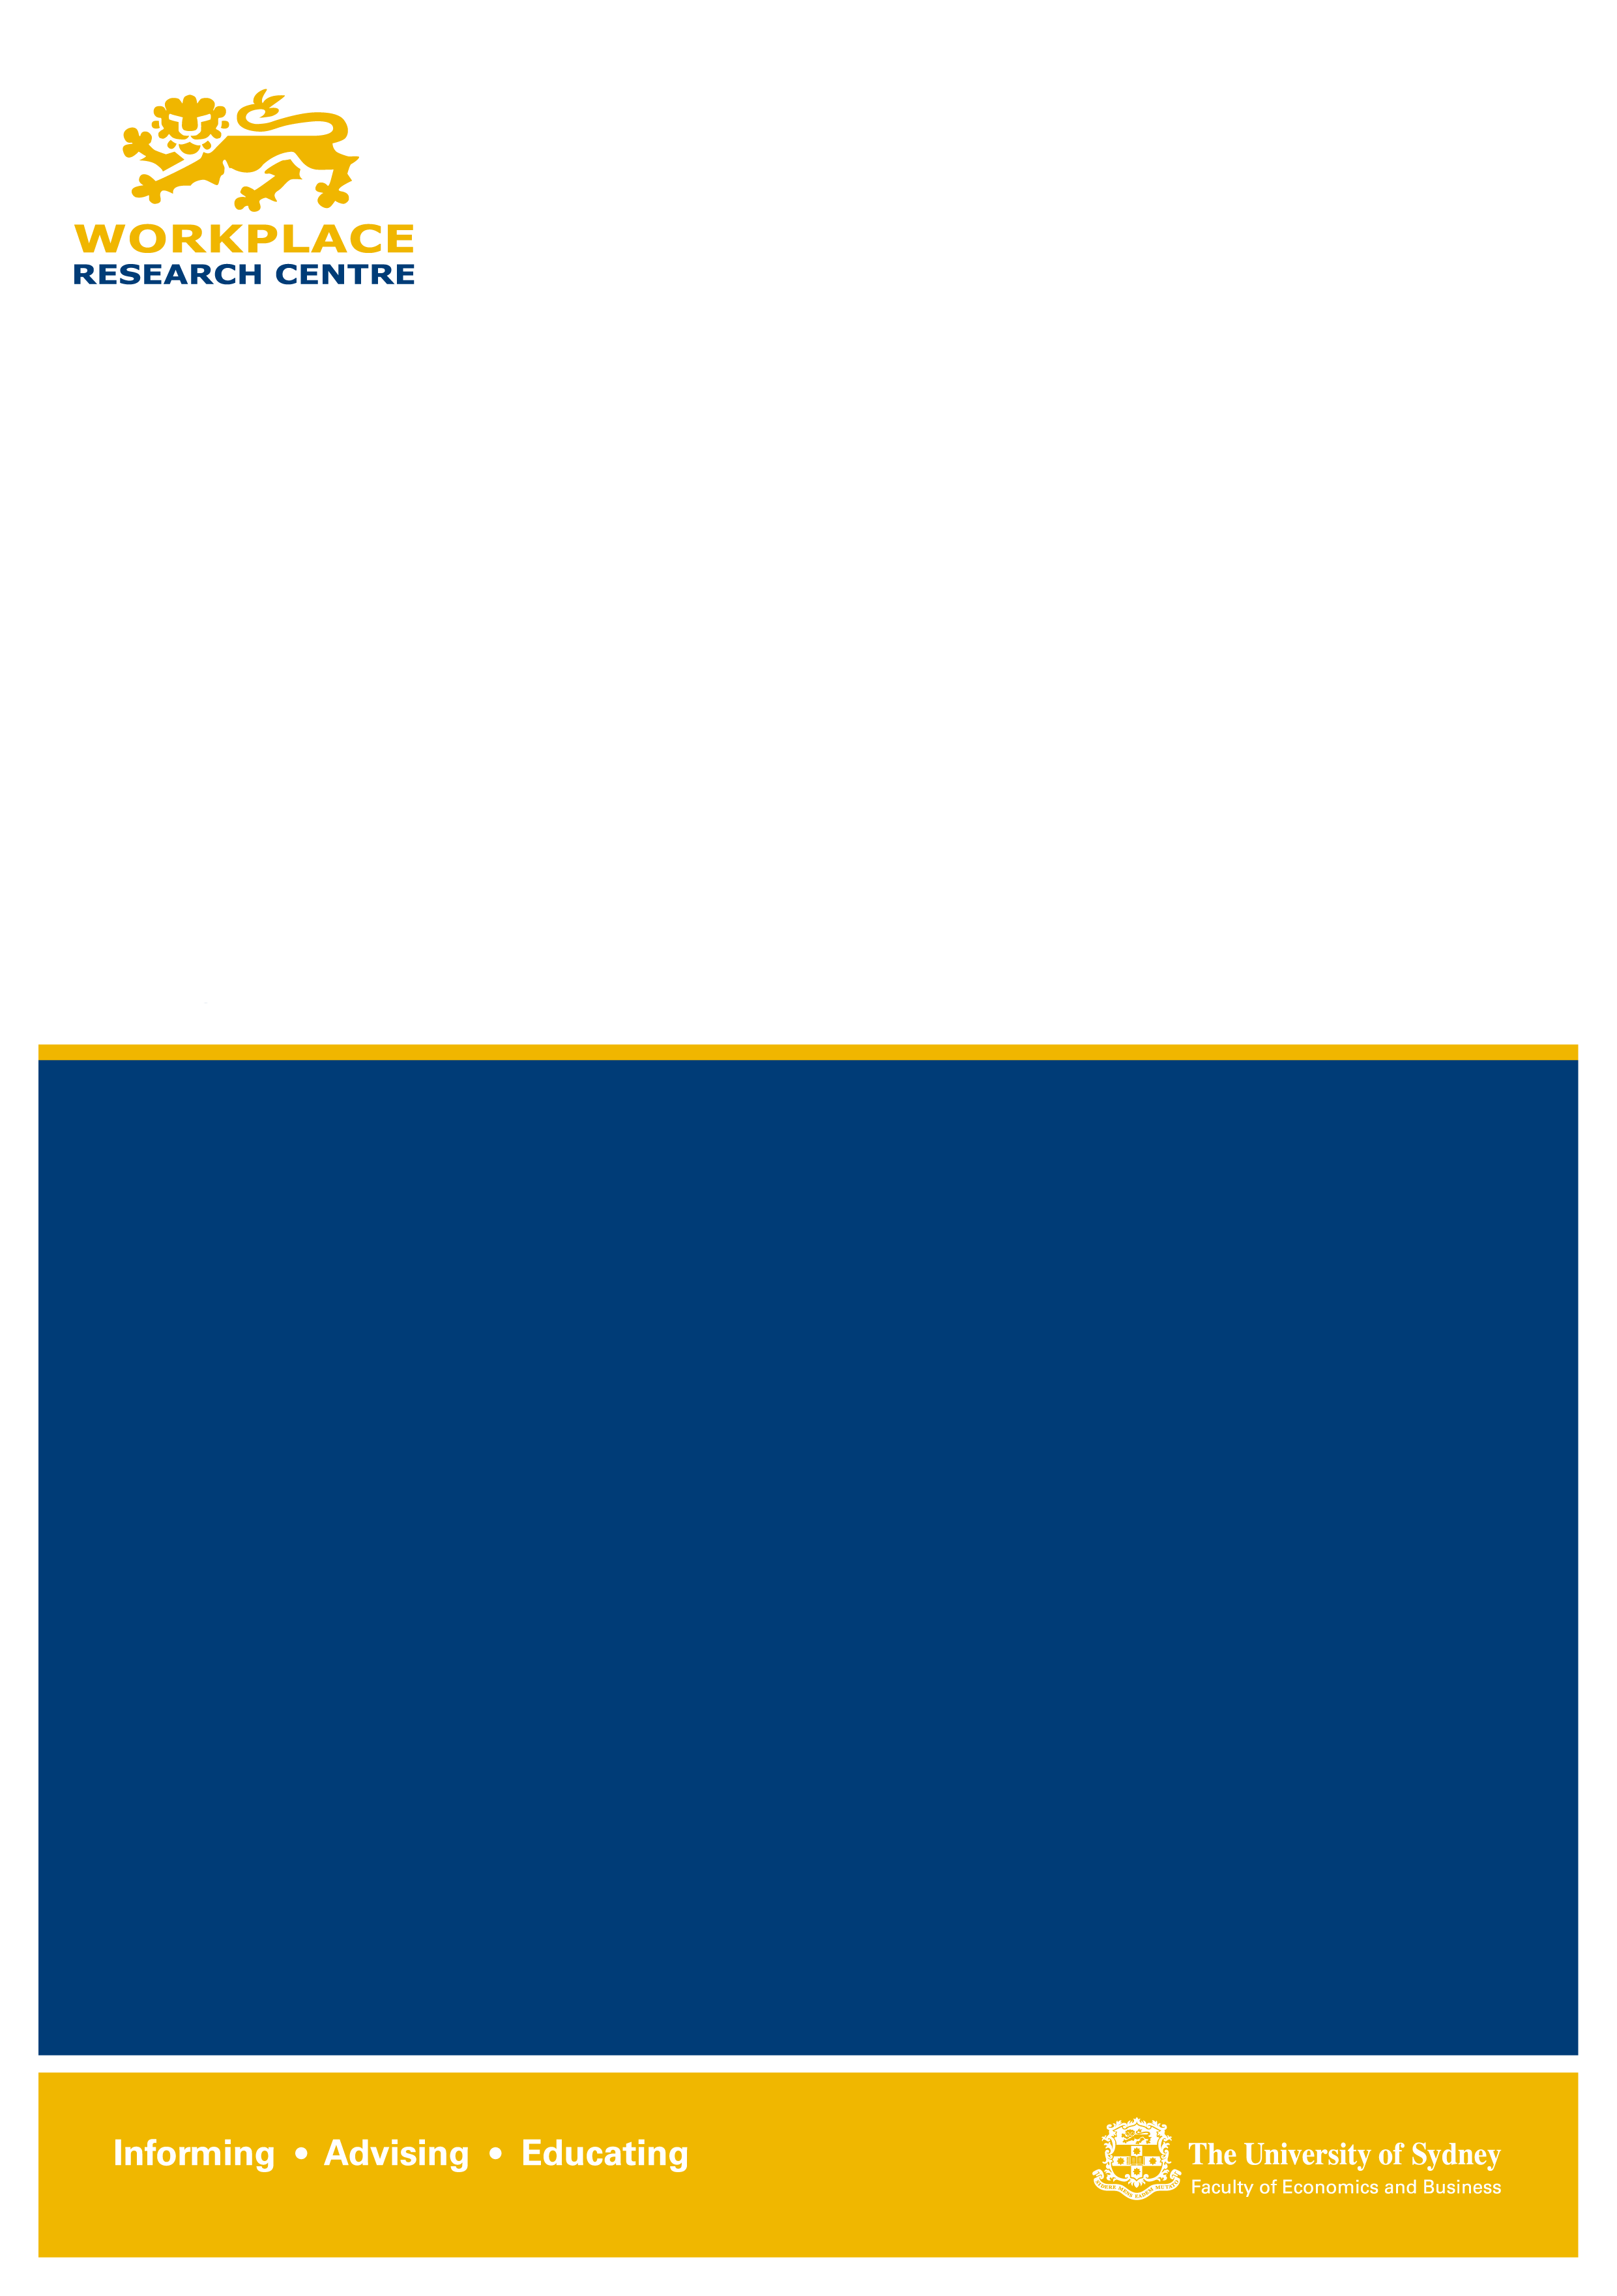 WORKPLACE
RESEARCH CENTRE
Informing • Advising • Educating
The University of Sydney
Faculty of Economics and Business